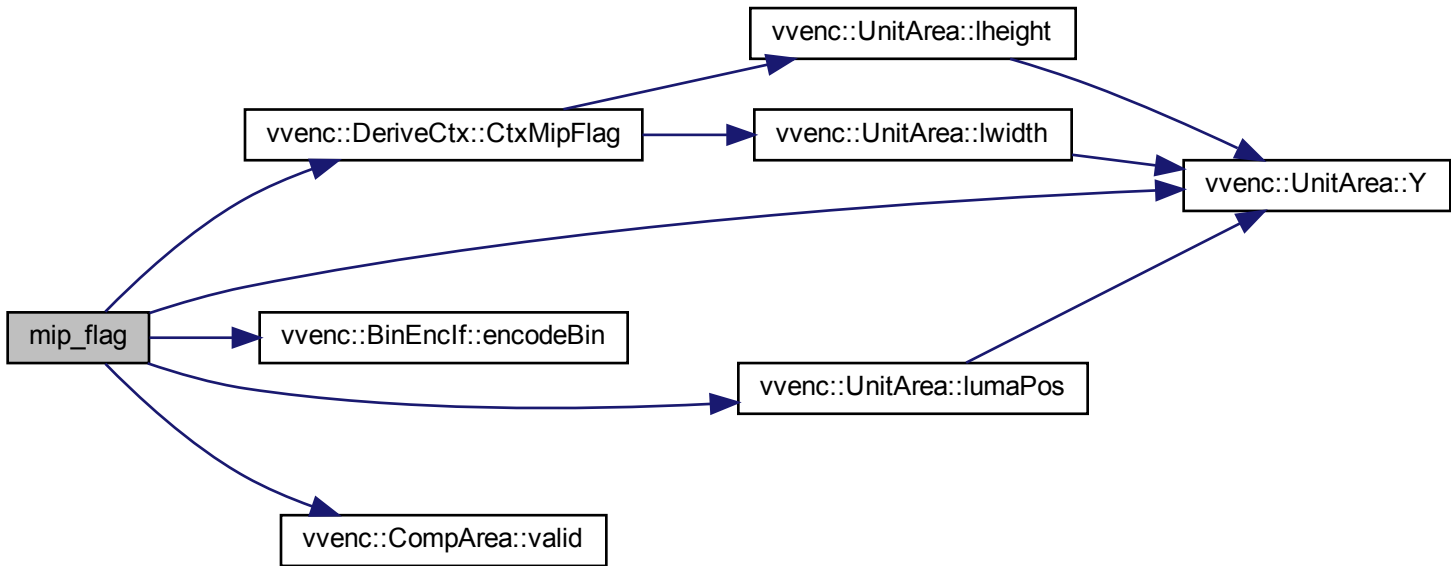 vvenc::UnitArea::lheight
vvenc::DeriveCtx::CtxMipFlag
vvenc::UnitArea::lwidth
vvenc::UnitArea::Y
mip_flag
vvenc::BinEncIf::encodeBin
vvenc::UnitArea::lumaPos
vvenc::CompArea::valid